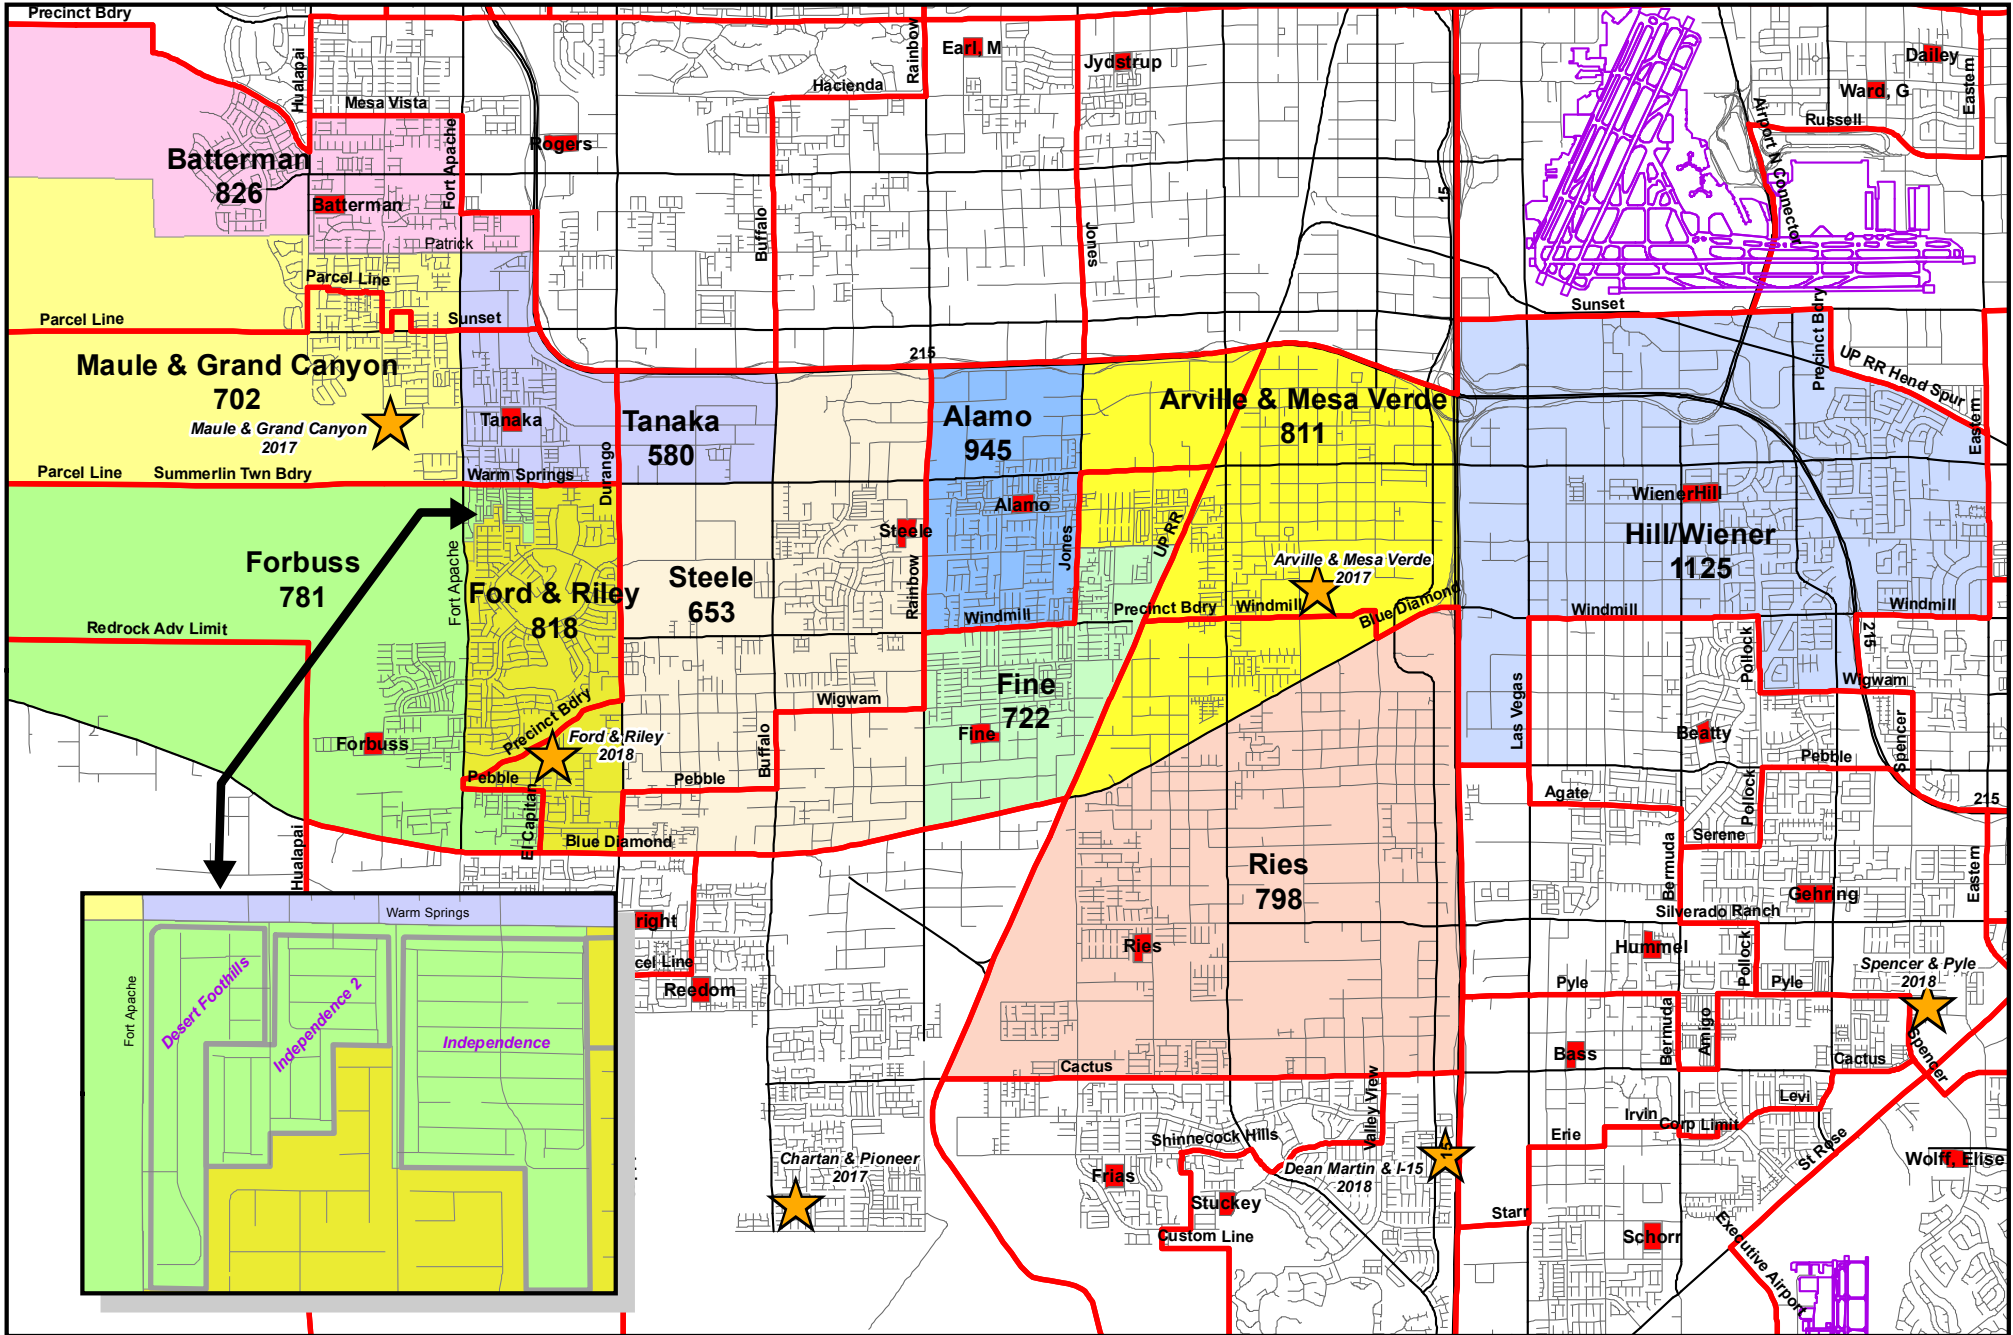 Precinct Bdry
Hualapai
Mesa Vista
Batterman
826
Batterman
Fort Apache
Patrick
Rogers
Buffalo
Hacienda
Rainbow
Earl, M
Jydstrup
Jones
15
Dailey
Ward, G
Eastern
Russell
Airport N Connector
Parcel Line
Parcel Line
Sunset
Sunset
Precinct Bdry
UP RR Hend Spur
Eastern
215
Maule & Grand Canyon
702
Maule & Grand Canyon
2017
Tanaka
Tanaka
580
Durango
Warm Springs
Parcel Line
Summerlin Twn Bdry
Alamo
945
Alamo
Jones
Arville & Mesa Verde
811
Arville & Mesa Verde
2017
UP RR
Precinct Bdry
Windmill
Blue Diamond
WienerHill
Hill/Wiener
1125
Windmill
Windmill
Forbuss
781
Fort Apache
Ford & Riley
818
Steele
653
Steele
Rainbow
Windmill
Redrock Adv Limit
Forbuss
Precinct Bdry
Ford & Riley
2018
Pebble
El Capitan
Blue Diamond
Pebble
Buffalo
Wigwam
Fine
722
Fine
Las Vegas
Pollock
215
Wigwam
Beatty
Spencer
Pebble
Agate
Pollock
Serene
215
Hualapai
Ries
798
Ries
Cactus
Bermuda
Gehring
Eastern
Silverado Ranch
Hummel
Pollock
Pyle
Pyle
Spencer & Pyle
2018
Bermuda
Amigo
Bass
Cactus
Spencer
Levi
Irvin
Corp Limit
Erie
St Rose
Wolff, Elise
Starr
Schorr
Executive Airport
right
cel Line
Reedom
Chartan & Pioneer
2017
Shinnecock Hills
Valley View
Frias
Stuckey
Custom Line
Dean Martin & I-15
2018
15
Warm Springs
Fort Apache
Desert Foothills
Independence 2
Independence